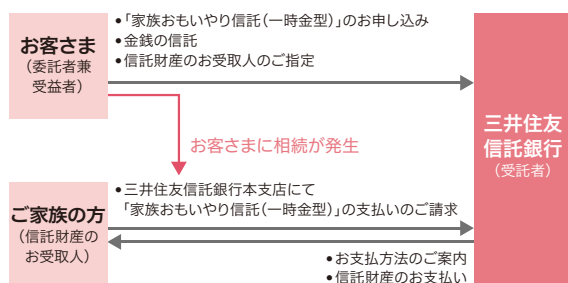 お客さま
（委託者兼
受益者）
●「家族おもいやり信託（一時金型）」のお申し込み
●金銭の信託
●信託財産のお受取人のご指定
三井住友
信託銀行
（受託者）
お客さまに相続が発生
ご家族の方
（信託財産の
お受取人）
●三井住友信託銀行本支店にて
「家族おもいやり信託（一時金型）」の支払いのご請求
●お支払方法のご案内
●信託財産のお支払い